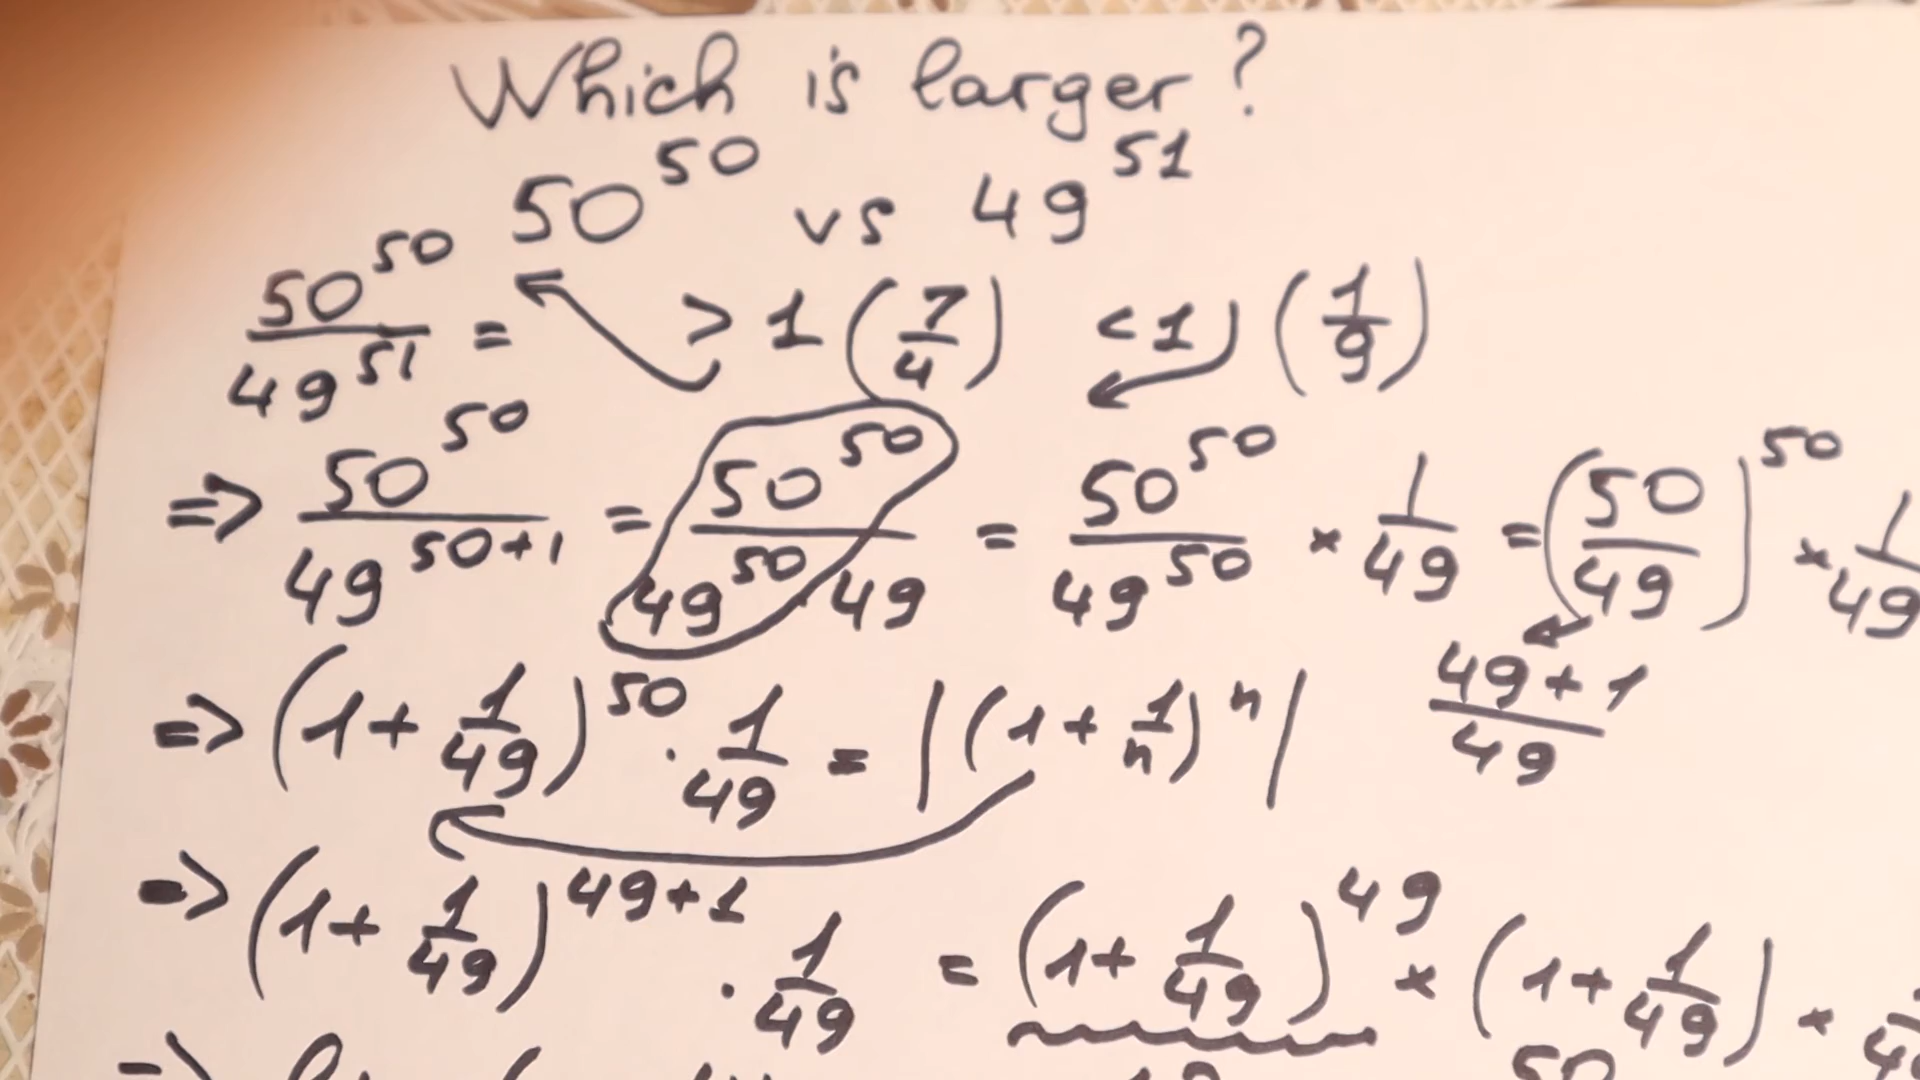 Which is larger?
50^50 vs 49^51
50^50/49^51 = > 1 (7/4) < 1 (1/9)
=> 50^50/49^(50+1) = 50^50/(49^50 · 49) = 50^50/49^50 × 1/49 = (50/49)^50 × 1/49
(49+1)/49
=> (1 + 1/49)^50 · 1/49 = |(1 + 1/n)^n|
=> (1 + 1/49)^(49+1) · 1/49 = (1 + 1/49)^49 × (1 + 1/49) ×
50